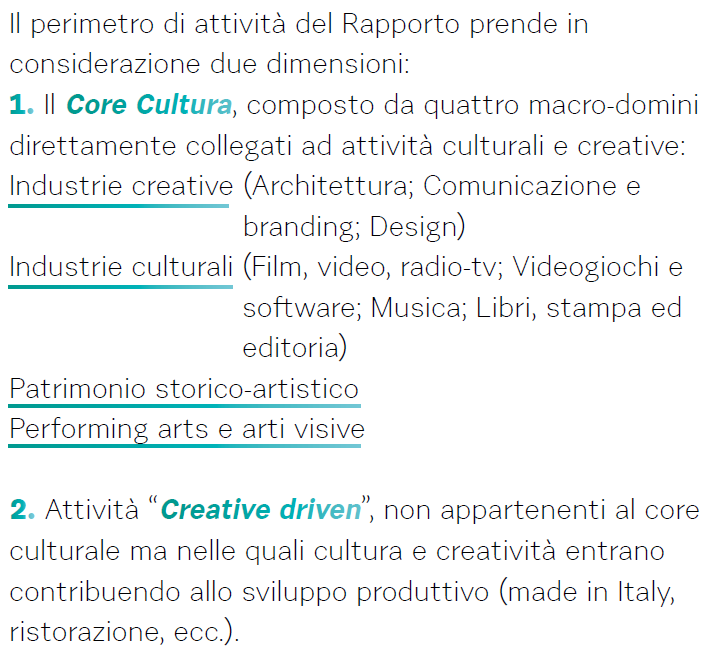 Il perimetro di attività del Rapporto prende in
considerazione due dimensioni:
1. Il Core Cultura, composto da quattro macro-domini
direttamente collegati ad attività culturali e creative:
Industrie creative (Architettura; Comunicazione e
branding; Design)
Industrie culturali (Film, video, radio-tv; Videogiochi e
software; Musica; Libri, stampa ed
editoria)
Patrimonio storico-artistico
Performing arts e arti visive
2. Attività “Creative driven”, non appartenenti al core
culturale ma nelle quali cultura e creatività entrano
contribuendo allo sviluppo produttivo (made in Italy,
ristorazione, ecc.).